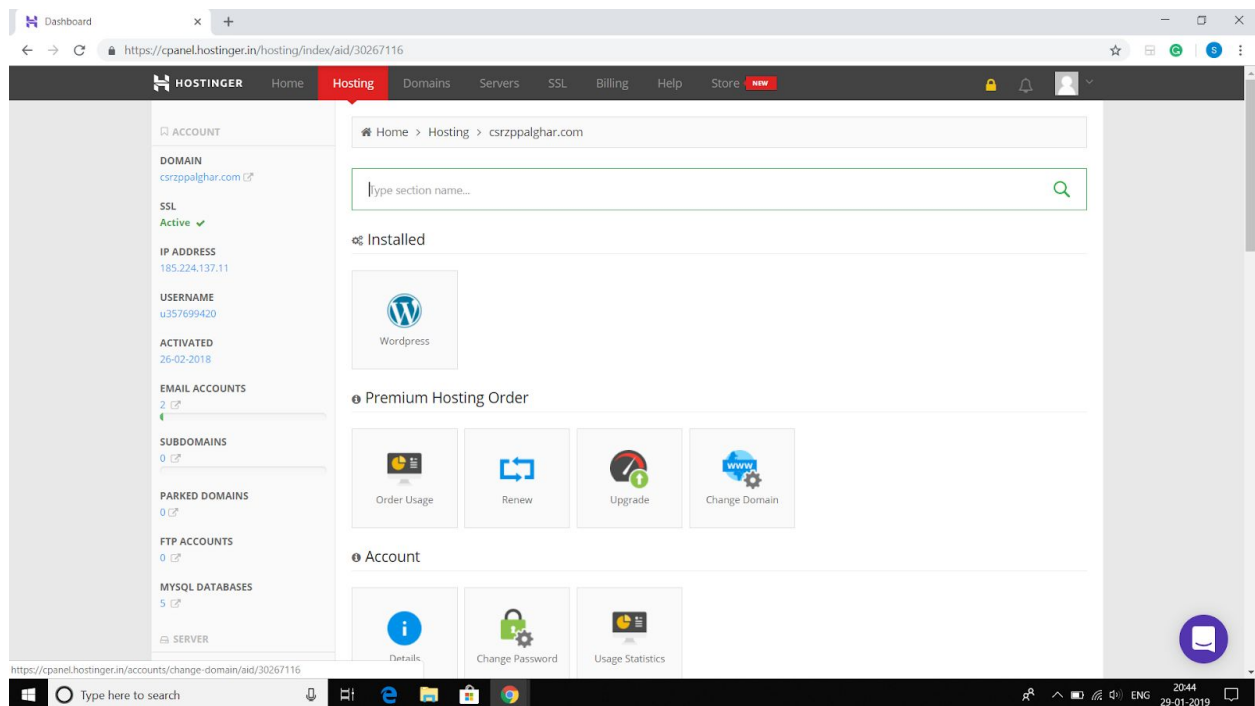 Dashboard
https://cpanel.hostinger.in/hosting/index/aid/30267116
S
HOSTINGER Home Hosting Domains Servers SSL Billing Help Store NEW
ACCOUNT
DOMAIN
csrzppalghar.com
SSL
Active
IP ADDRESS
185.224.137.11
USERNAME
u357699420
ACTIVATED
26-02-2018
EMAIL ACCOUNTS
2
SUBDOMAINS
0
PARKED DOMAINS
0
FTP ACCOUNTS
0
MYSQL DATABASES
5
SERVER
Home > Hosting > csrzppalghar.com
Type section name...
Installed
Wordpress
Premium Hosting Order
Order Usage Renew Upgrade Change Domain
Account
Details Change Password Usage Statistics
https://cpanel.hostinger.in/accounts/change-domain/aid/30267116
Type here to search
ENG
20:44
29-01-2019